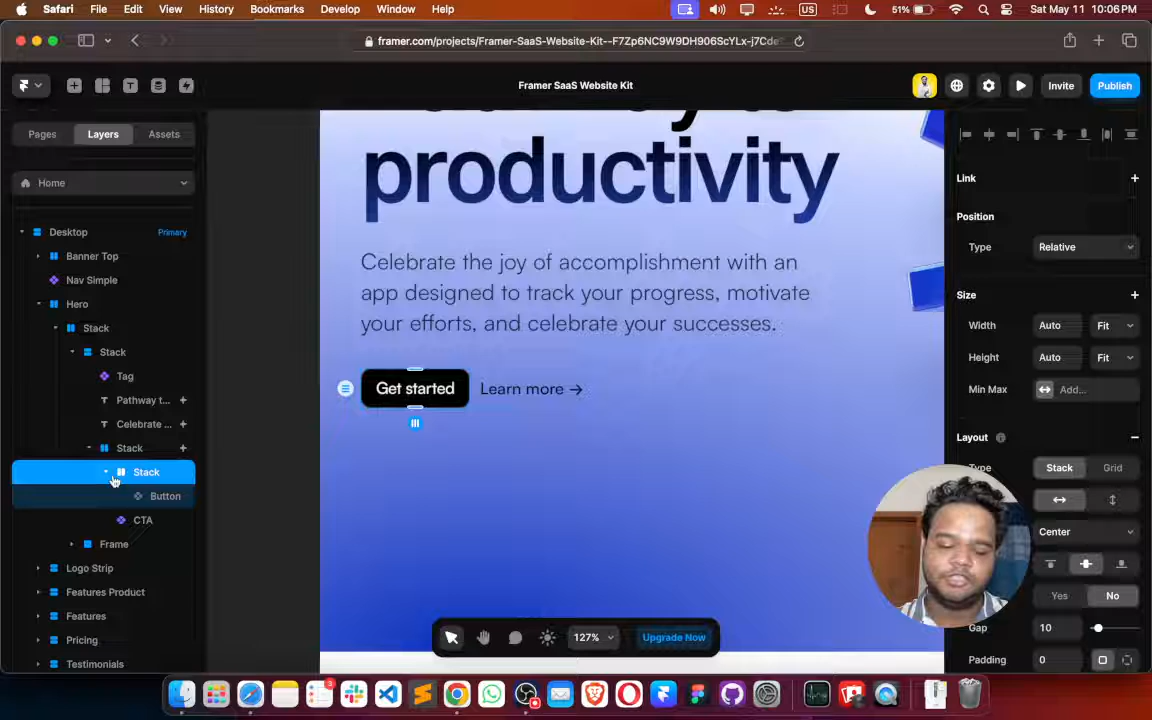 Safari File Edit View History Bookmarks Develop Window Help US 51% Sat May 11 10:06 PM
framer.com/projects/Framer-SaaS-Website-Kit--F7Zp6NC9W9DH906ScYLx-j7Cde
Framer SaaS Website Kit Invite Publish
Pages Layers Assets
Home
Desktop Primary
Banner Top
Nav Simple
Hero
Stack
Stack
Tag
Pathway t...
Celebrate ...
Stack
Stack
Button
CTA
Frame
Logo Strip
Features Product
Features
Pricing
Testimonials
productivity
Celebrate the joy of accomplishment with an
app designed to track your progress, motivate
your efforts, and celebrate your successes.
Get started Learn more →
127% Upgrade Now
Link
Position
Type Relative
Size
Width Auto Fit
Height Auto Fit
Min Max Add...
Layout
Type Stack Grid
Center
Yes No
Gap 10
Padding 0
3